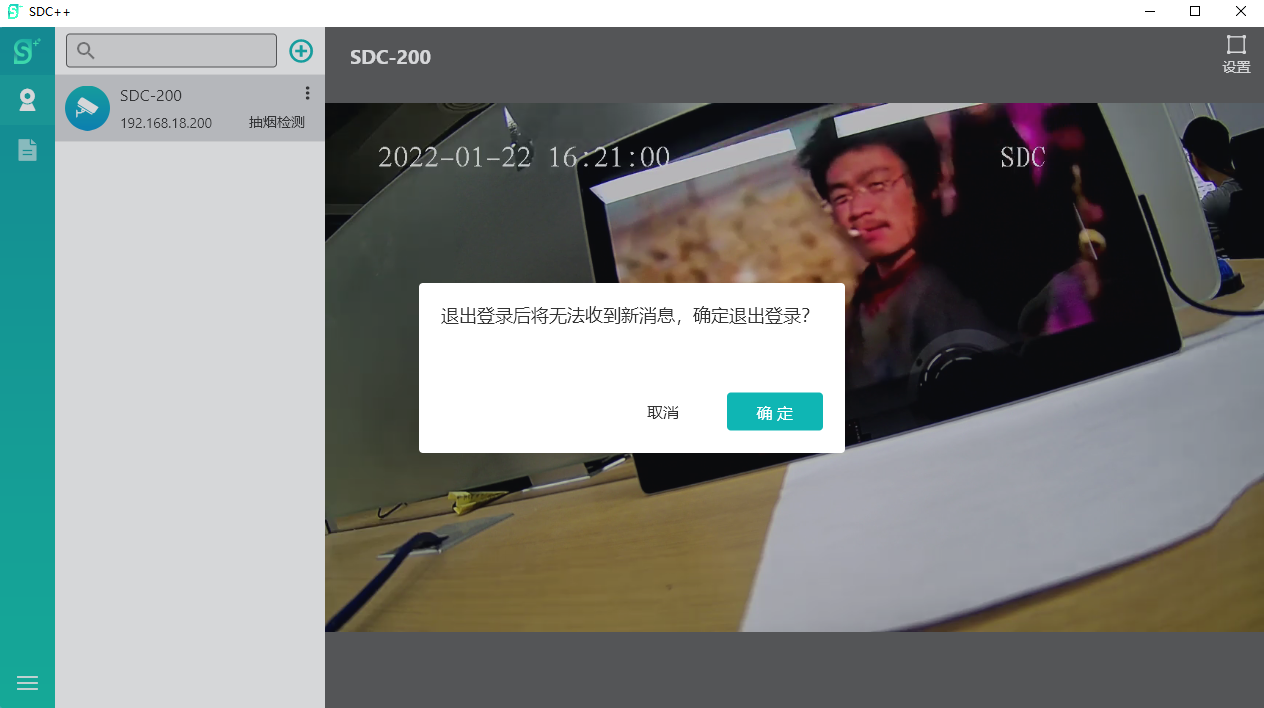 SDC++
SDC-200
设置
SDC-200
192.168.18.200
抽烟检测
2022-01-22 16:21:00
SDC
退出登录后将无法收到新消息，确定退出登录?
取消
确 定